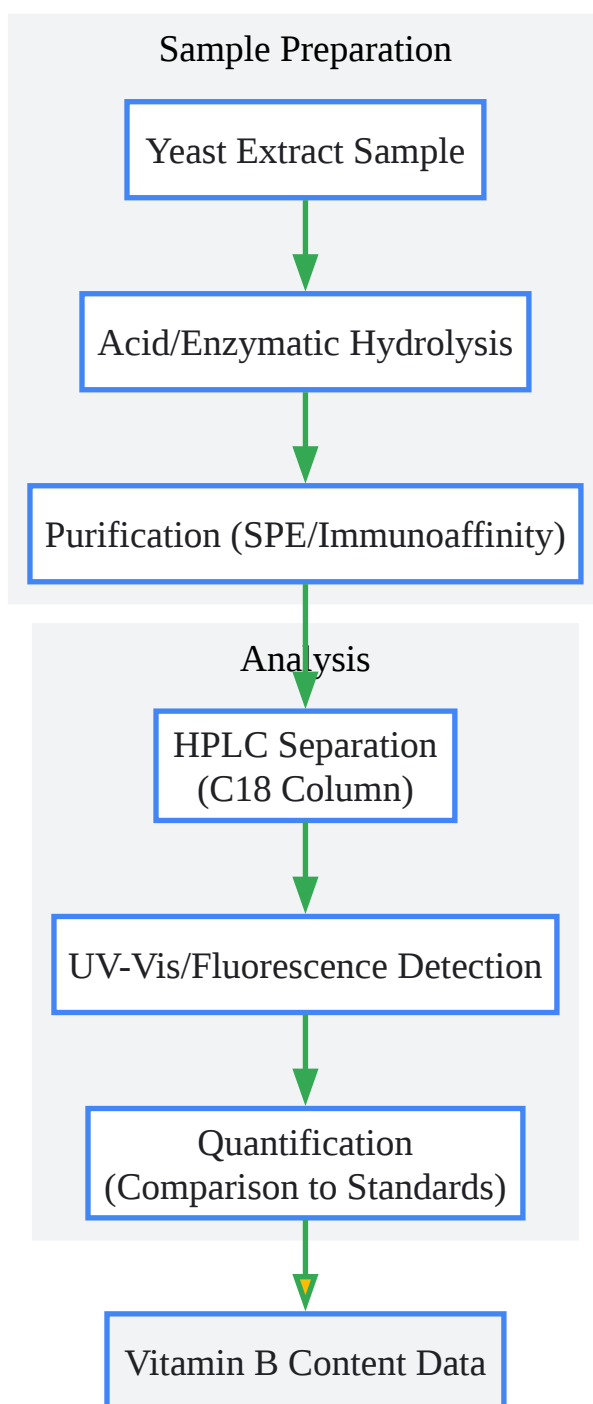 Sample Preparation
Yeast Extract Sample
Acid/Enzymatic Hydrolysis
Purification (SPE/Immunoaffinity)
Analysis
HPLC Separation
(C18 Column)
UV-Vis/Fluorescence Detection
Quantification
(Comparison to Standards)
Vitamin B Content Data